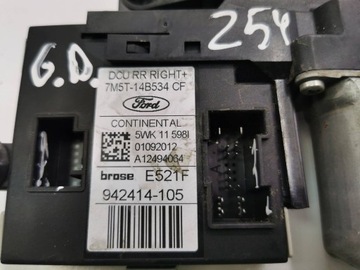 G.D.
254
DCU RR RIGHT+
7M5T-14B534 CF
Ford
CONTINENTAL
5WK 11 598I
01092012
A12494064
brose E521F
942414-105